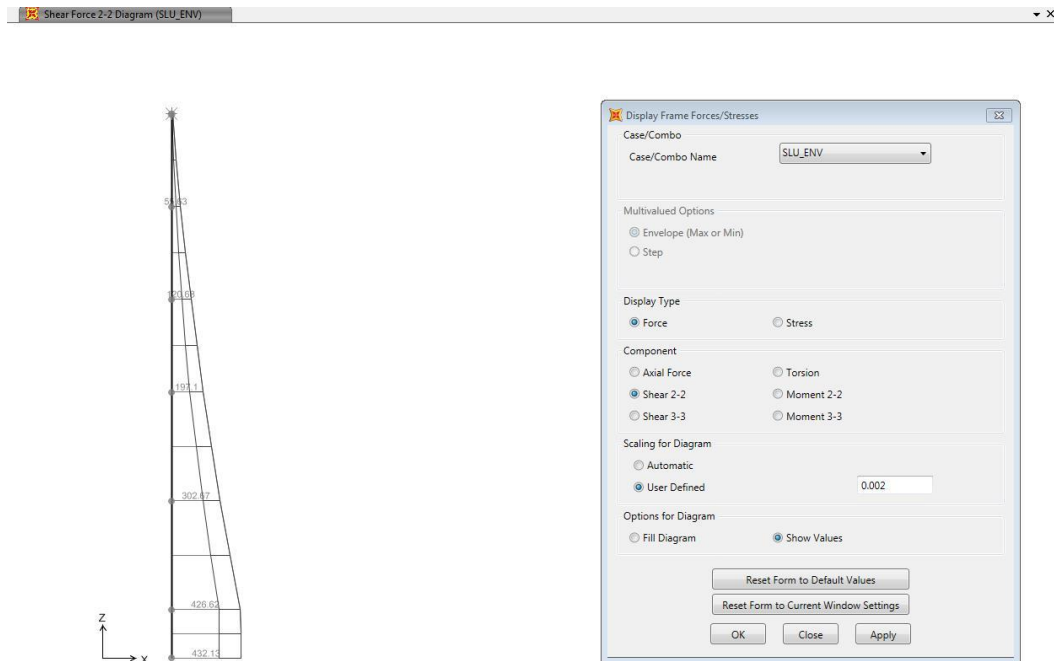 Shear Force 2-2 Diagram (SLU_ENV)
120.68
197.1
302.67
426.62
432.13
Z
X
Display Frame Forces/Stresses
Case/Combo
Case/Combo Name
SLU_ENV
Multivalued Options
Envelope (Max or Min)
Step
Display Type
Force
Stress
Component
Axial Force
Torsion
Shear 2-2
Moment 2-2
Shear 3-3
Moment 3-3
Scaling for Diagram
Automatic
User Defined
0.002
Options for Diagram
Fill Diagram
Show Values
Reset Form to Default Values
Reset Form to Current Window Settings
OK
Close
Apply